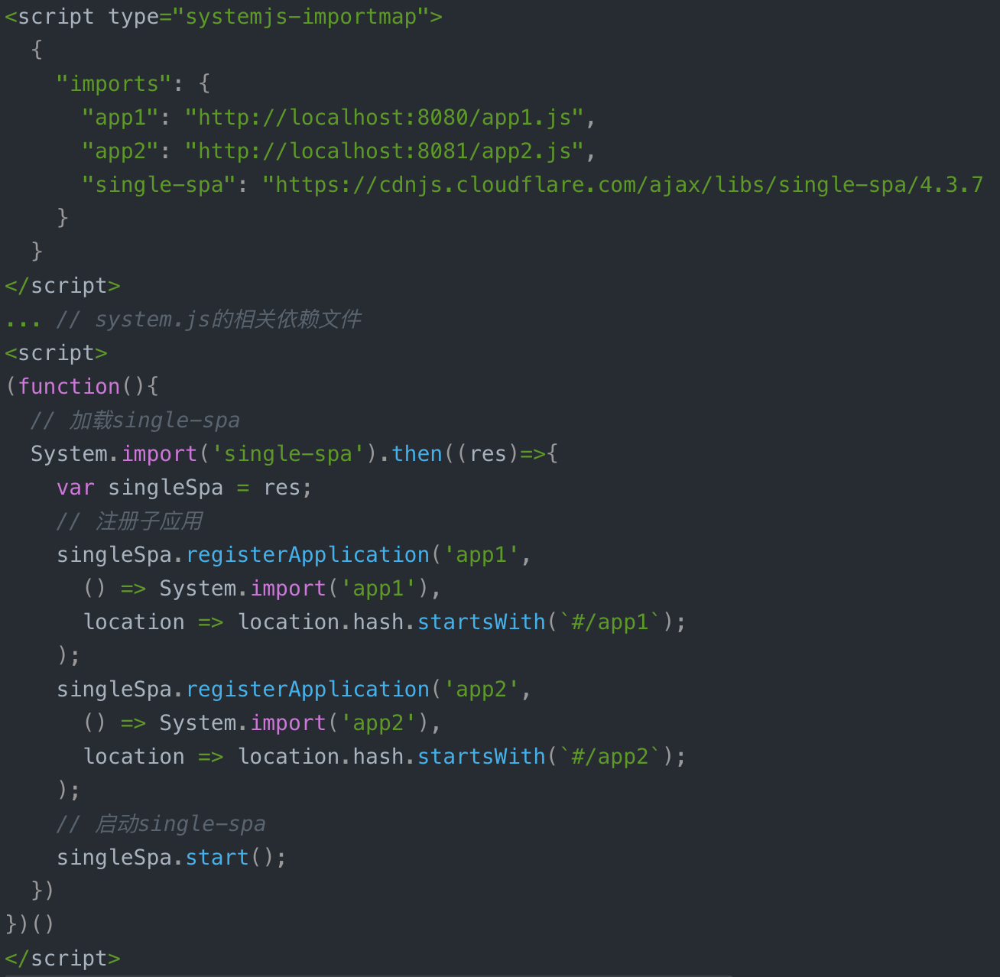 <script type="systemjs-importmap">
  {
    "imports": {
      "app1": "http://localhost:8080/app1.js",
      "app2": "http://localhost:8081/app2.js",
      "single-spa": "https://cdnjs.cloudflare.com/ajax/libs/single-spa/4.3.7
    }
  }
</script>
... // system.js的相关依赖文件
<script>
(function(){
  // 加载single-spa
  System.import('single-spa').then((res)=>{
    var singleSpa = res;
    // 注册子应用
    singleSpa.registerApplication('app1',
      () => System.import('app1'),
      location => location.hash.startsWith(`#/app1`);
    );
    singleSpa.registerApplication('app2',
      () => System.import('app2'),
      location => location.hash.startsWith(`#/app2`);
    );
    // 启动single-spa
    singleSpa.start();
  })
})()
</script>